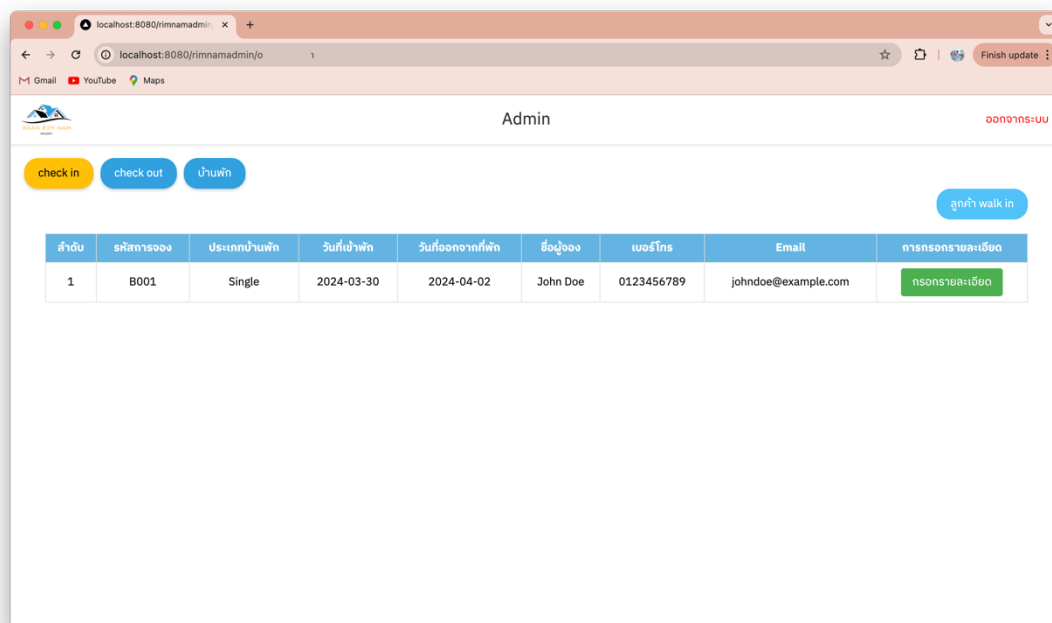 localhost:8080/rimnamadmin
localhost:8080/rimnamadmin/o
Finish update
Gmail YouTube Maps
BAAN RIM NAM
RESORT
Admin
ออกจากระบบ
check in check out บ้านพัก
ลูกค้า walk in
ลำดับ รหัสการจอง ประเภทบ้านพัก วันที่เข้าพัก วันที่ออกจากที่พัก ชื่อผู้จอง เบอร์โทร Email การกรอกรายละเอียด
1 B001 Single 2024-03-30 2024-04-02 John Doe 0123456789 johndoe@example.com กรอกรายละเอียด